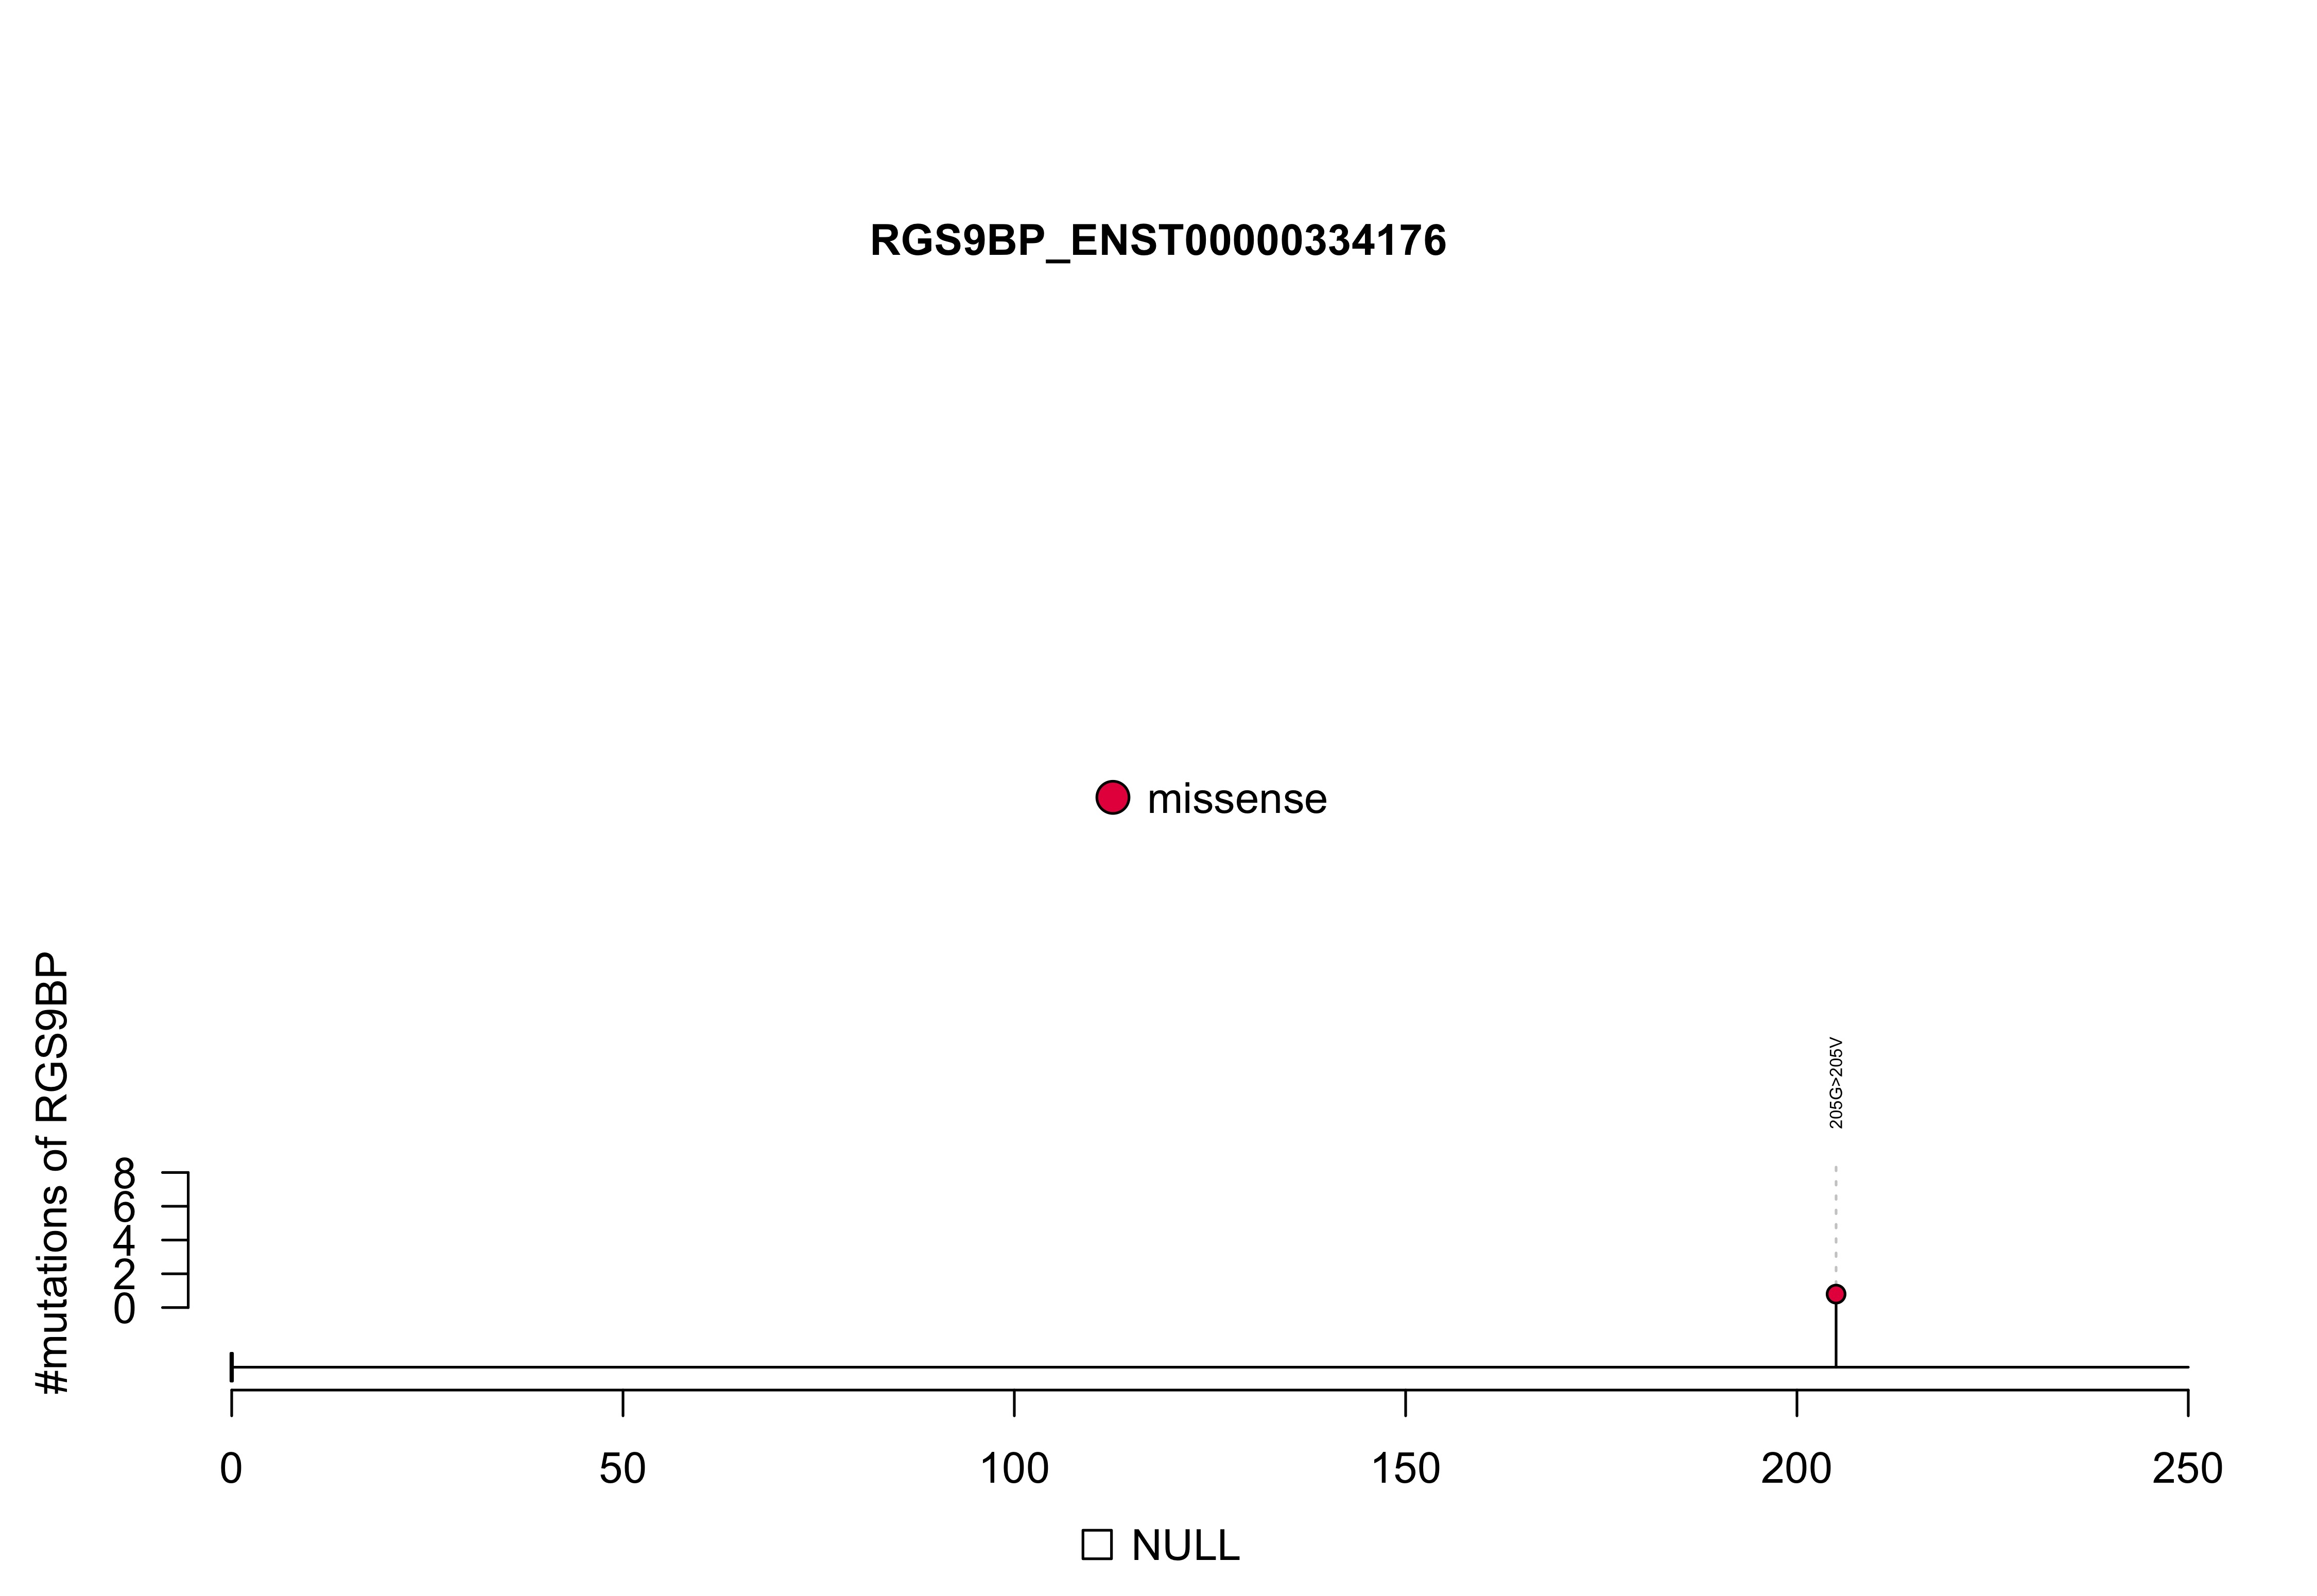 RGS9BP_ENST00000334176
missense
#mutations of RGS9BP
205G>205V
8
6
4
2
0
0 50 100 150 200 250
NULL